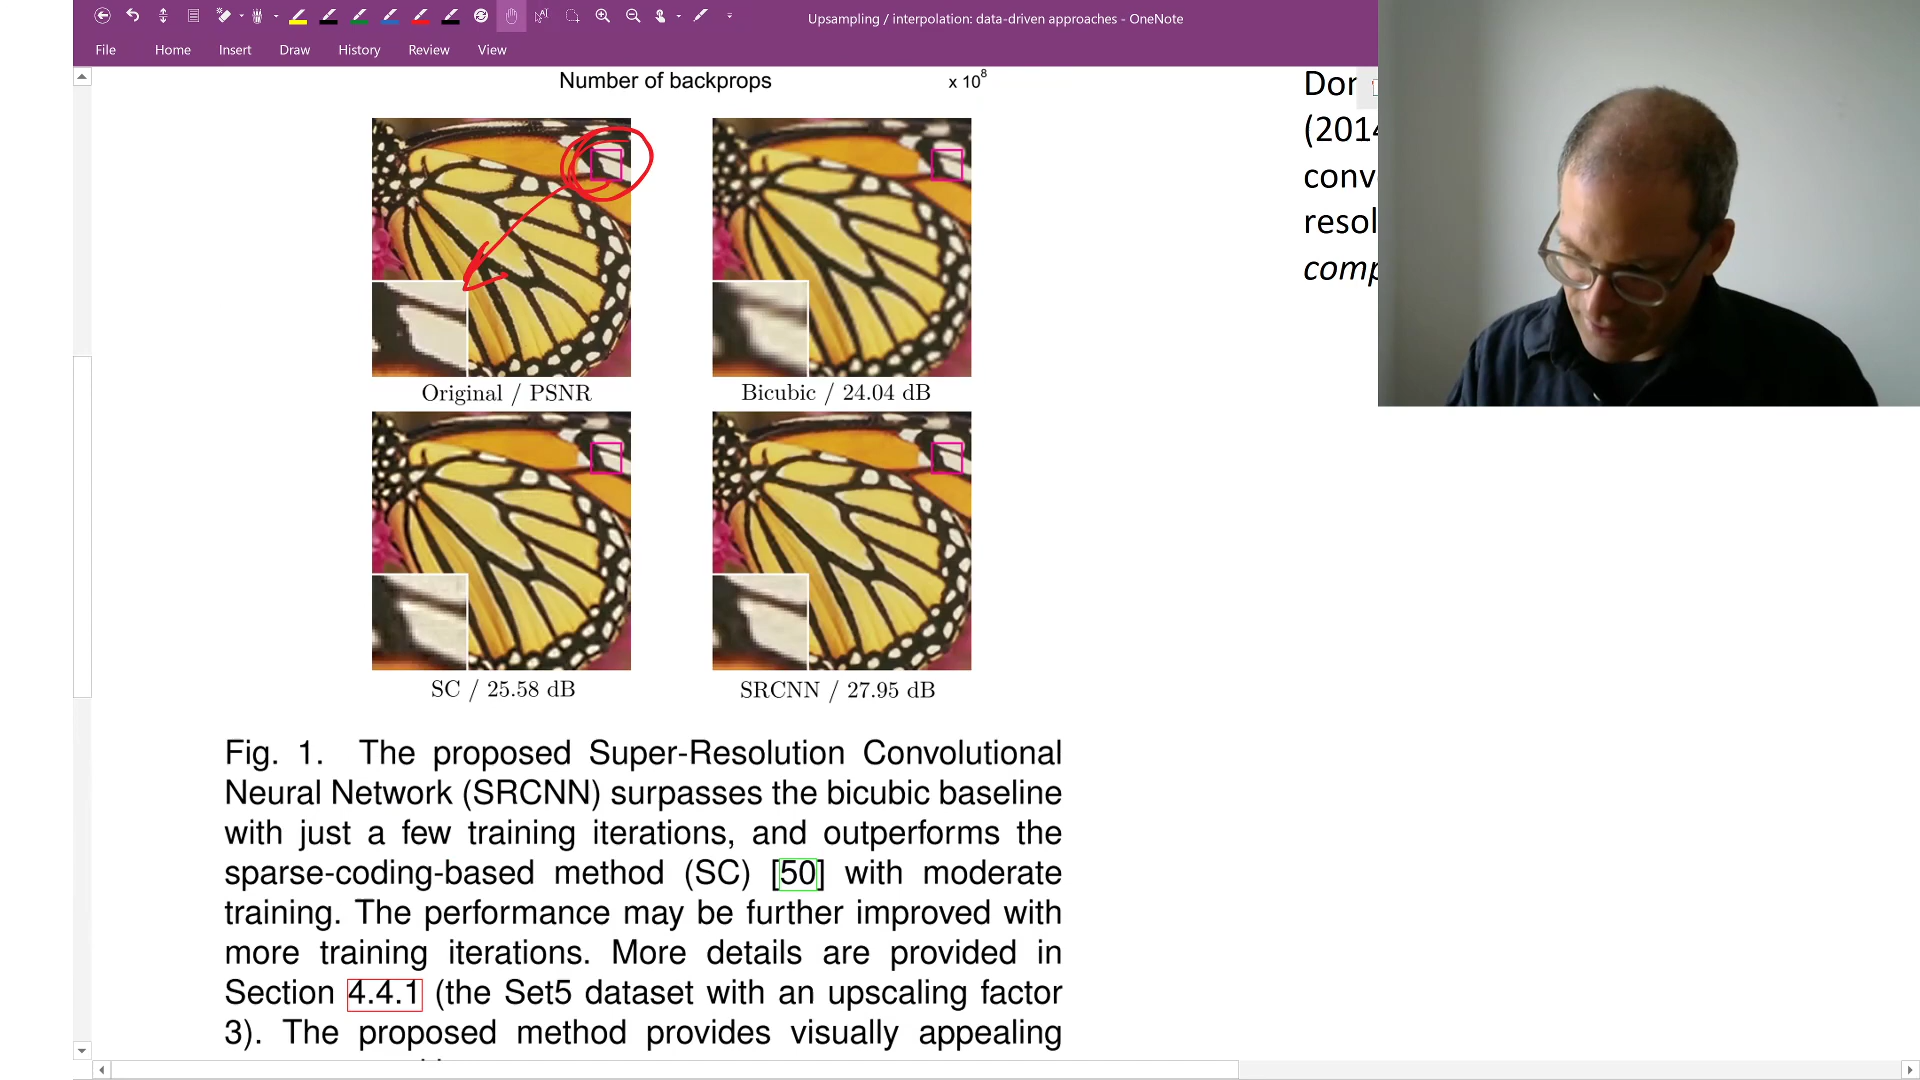 Upsampling / interpolation: data-driven approaches - OneNote
File Home Insert Draw History Review View
Number of backprops x 10^8
Original / PSNR
Bicubic / 24.04 dB
SC / 25.58 dB
SRCNN / 27.95 dB
Fig. 1. The proposed Super-Resolution Convolutional
Neural Network (SRCNN) surpasses the bicubic baseline
with just a few training iterations, and outperforms the
sparse-coding-based method (SC) [50] with moderate
training. The performance may be further improved with
more training iterations. More details are provided in
Section 4.4.1 (the Set5 dataset with an upscaling factor
3). The proposed method provides visually appealing
(2014
conv
resol
comp